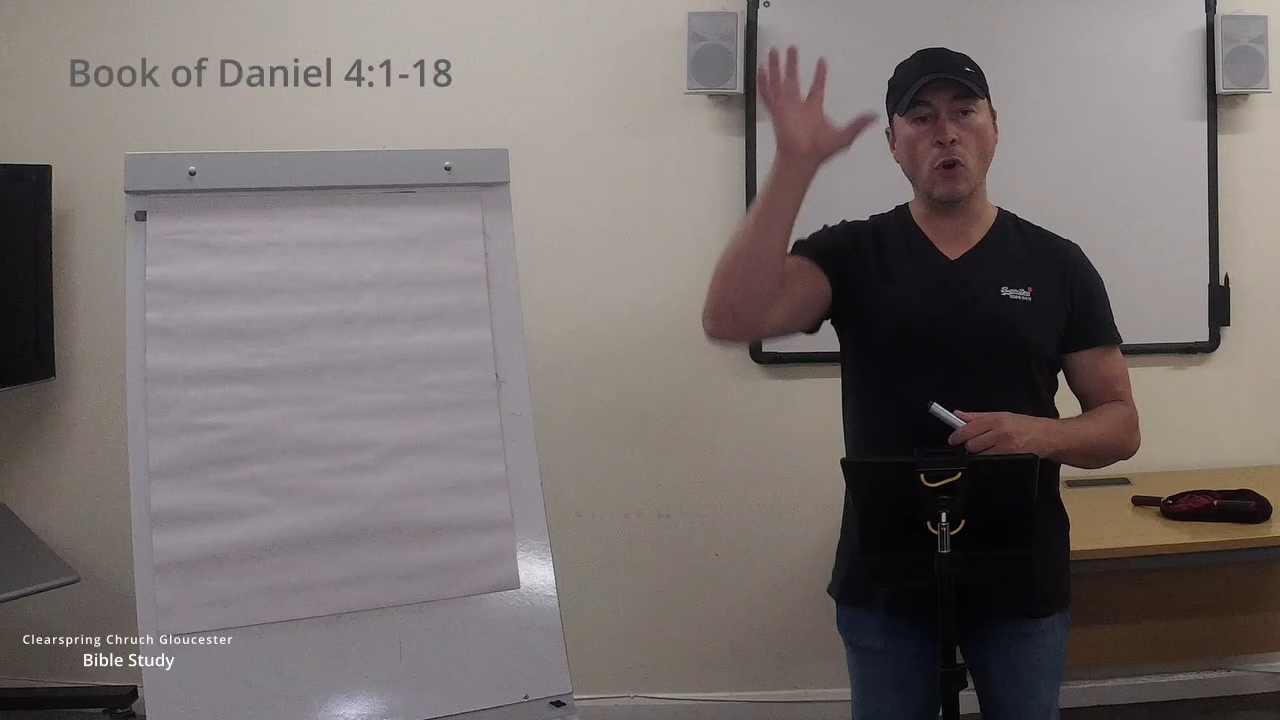 Book of Daniel 4:1-18
Clearspring Chruch Gloucester
Bible Study